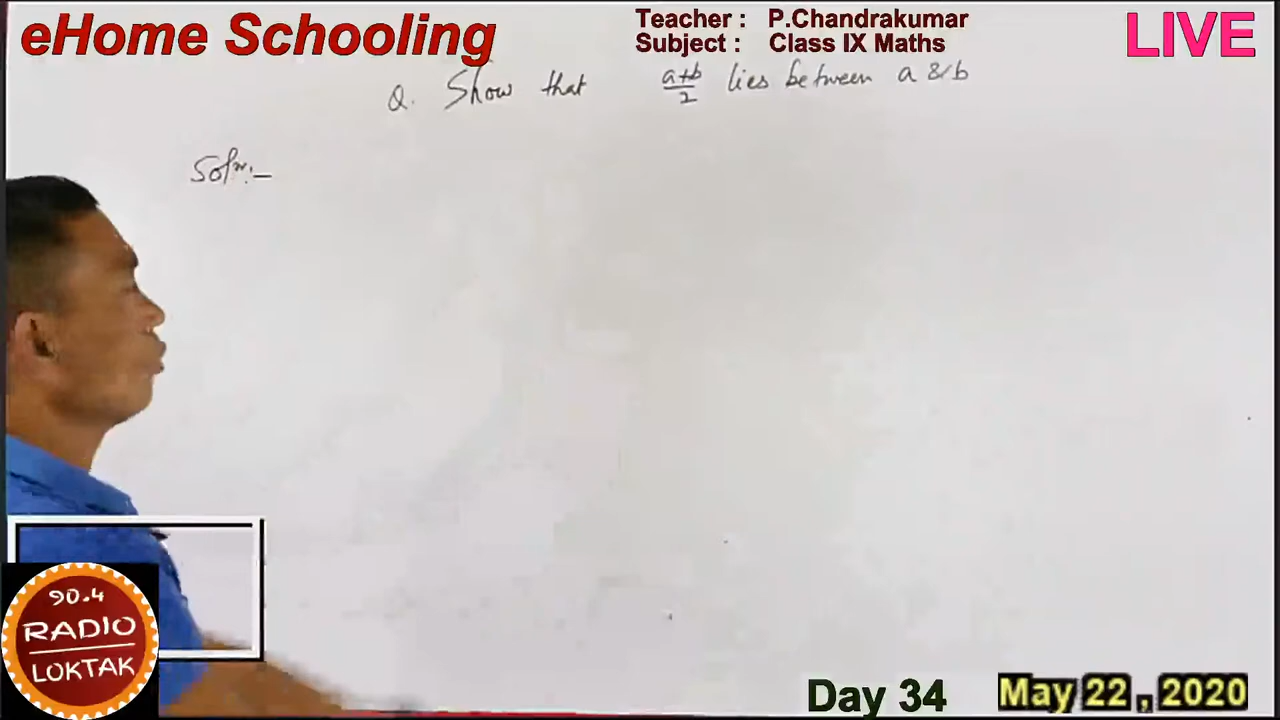 eHome Schooling
Teacher : P.Chandrakumar
Subject : Class IX Maths
LIVE
Q. Show that a+b/2 lies between a & b
Soln:-
90.4
RADIO
LOKTAK
Day 34
May 22 , 2020